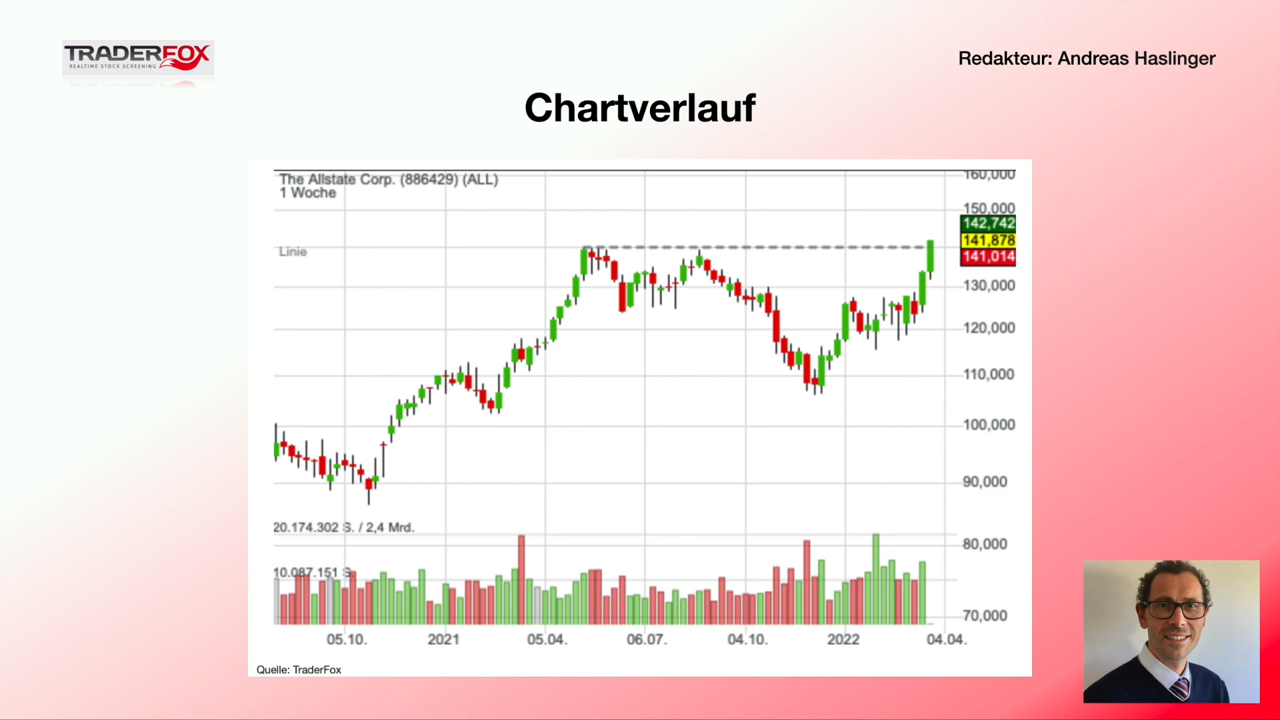 TRADERFOX
REALTIME STOCK SCREENING
Redakteur: Andreas Haslinger
Chartverlauf
The Allstate Corp. (886429) (ALL)
1 Woche
Linie
160,000
150,000
142,742
141,878
141,014
130,000
120,000
110,000
100,000
90,000
80,000
70,000
20.174.302 S. / 2,4 Mrd.
10.087.151 S
05.10.
2021
05.04.
06.07.
04.10.
2022
04.04.
Quelle: TraderFox